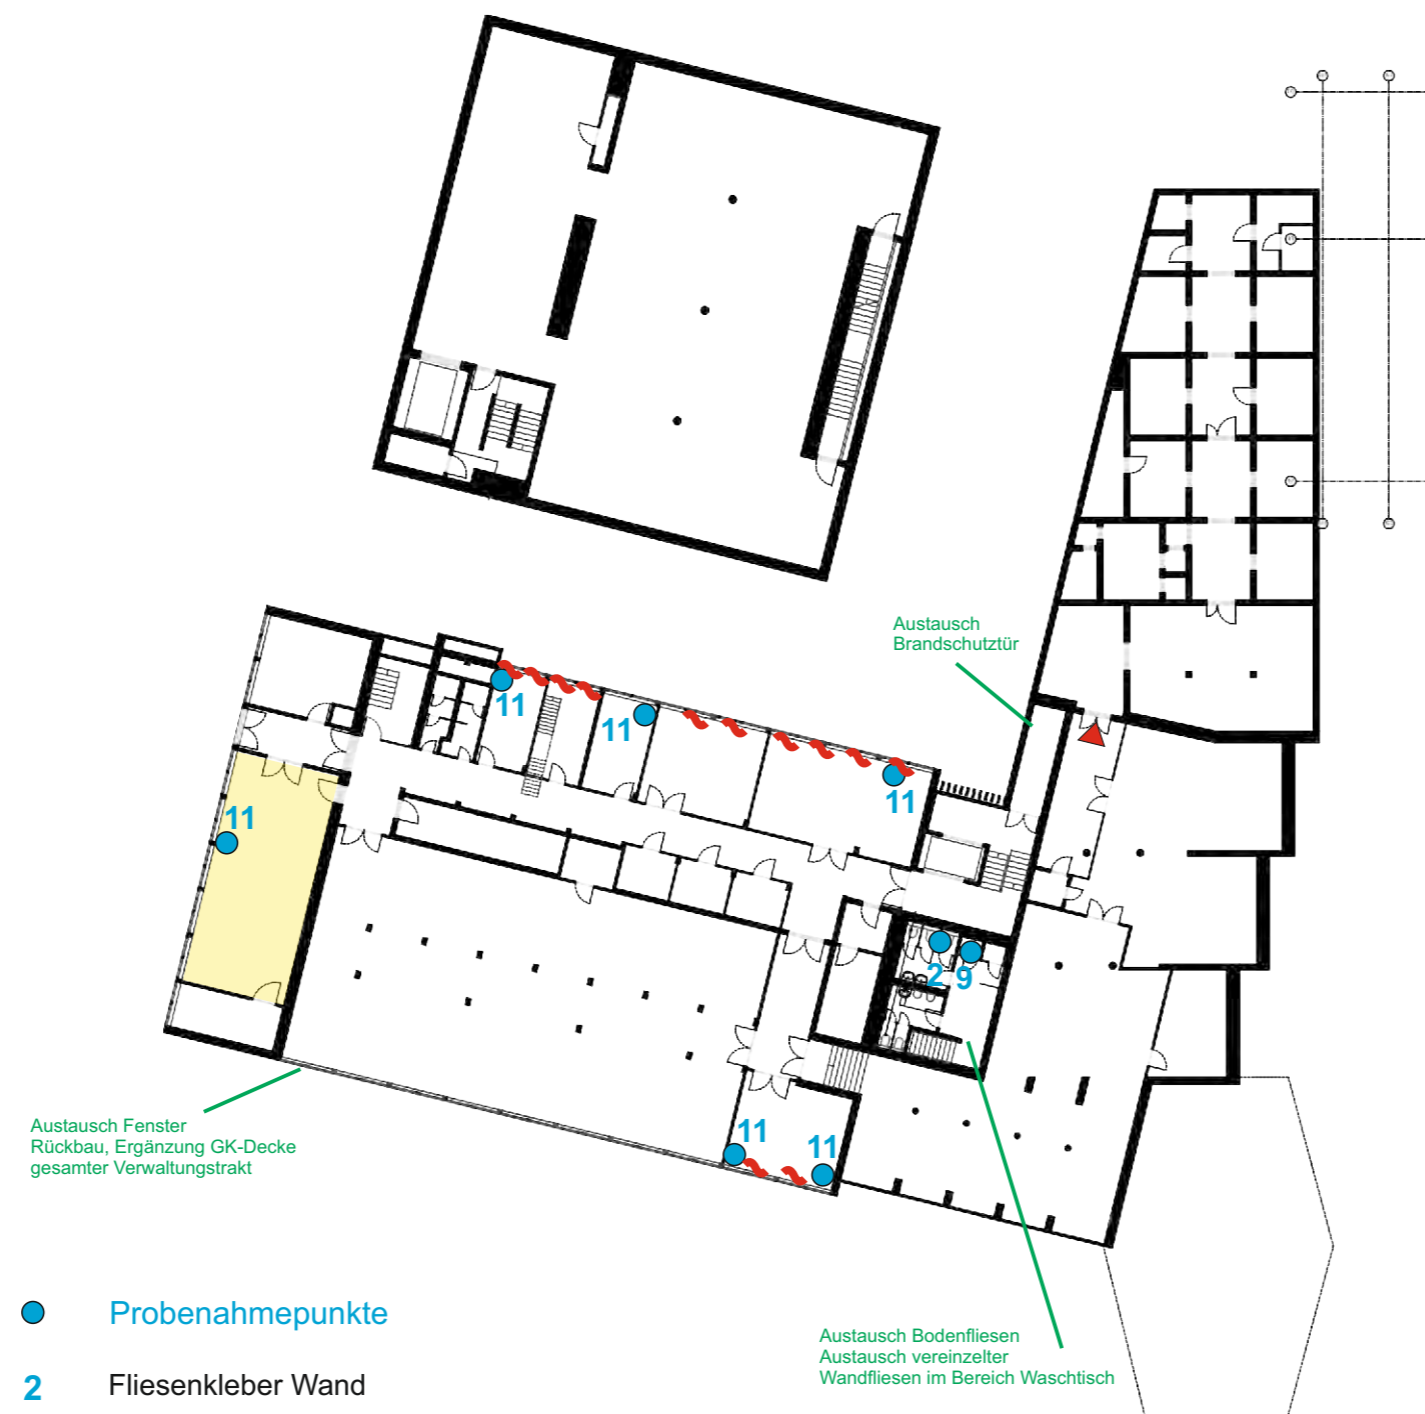 Austausch
Brandschutztür
11
11
11
11
2 9
11
11
Austausch Fenster
Rückbau, Ergänzung GK-Decke
gesamter Verwaltungstrakt
Probenahmepunkte
Austausch Bodenfliesen
Austausch vereinzelter
Wandfliesen im Bereich Waschtisch
2 Fliesenkleber Wand